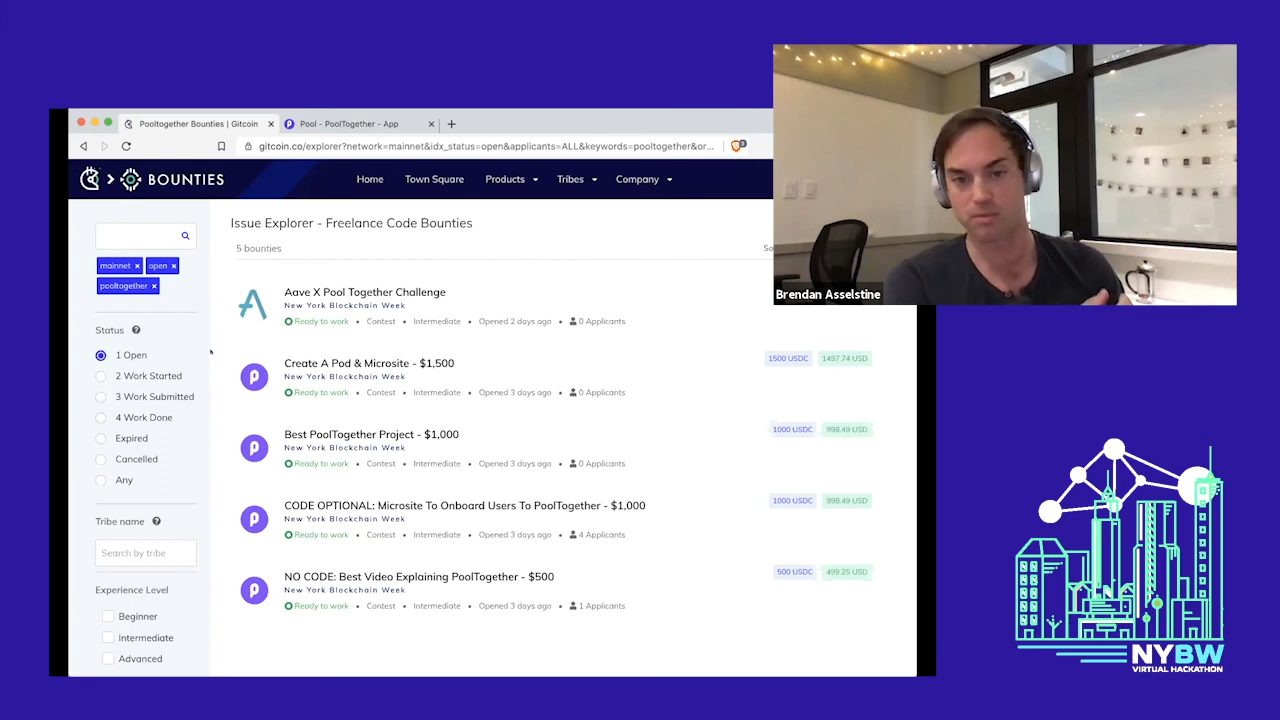 Pooltogether Bounties | Gitcoin
Pool - PoolTogether - App
gitcoin.co/explorer?network=mainnet&idx_status=open&applicants=ALL&keywords=pooltogether&or...
BOUNTIES
Home
Town Square
Products
Tribes
Company
mainnet ×
open ×
pooltogether ×
Status
1 Open
2 Work Started
3 Work Submitted
4 Work Done
Expired
Cancelled
Any
Tribe name
Search by tribe
Experience Level
Beginner
Intermediate
Advanced
Issue Explorer - Freelance Code Bounties
5 bounties
So
Aave X Pool Together Challenge
New York Blockchain Week
Ready to work • Contest • Intermediate • Opened 2 days ago • 0 Applicants
Create A Pod & Microsite - $1,500
1500 USDC 1497.74 USD
New York Blockchain Week
Ready to work • Contest • Intermediate • Opened 3 days ago • 0 Applicants
Best PoolTogether Project - $1,000
1000 USDC 998.49 USD
New York Blockchain Week
Ready to work • Contest • Intermediate • Opened 3 days ago • 0 Applicants
CODE OPTIONAL: Microsite To Onboard Users To PoolTogether - $1,000
1000 USDC 998.49 USD
New York Blockchain Week
Ready to work • Contest • Intermediate • Opened 3 days ago • 4 Applicants
NO CODE: Best Video Explaining PoolTogether - $500
500 USDC 499.25 USD
New York Blockchain Week
Ready to work • Contest • Intermediate • Opened 3 days ago • 1 Applicants
Brendan Asselstine
NYBW
VIRTUAL HACKATHON